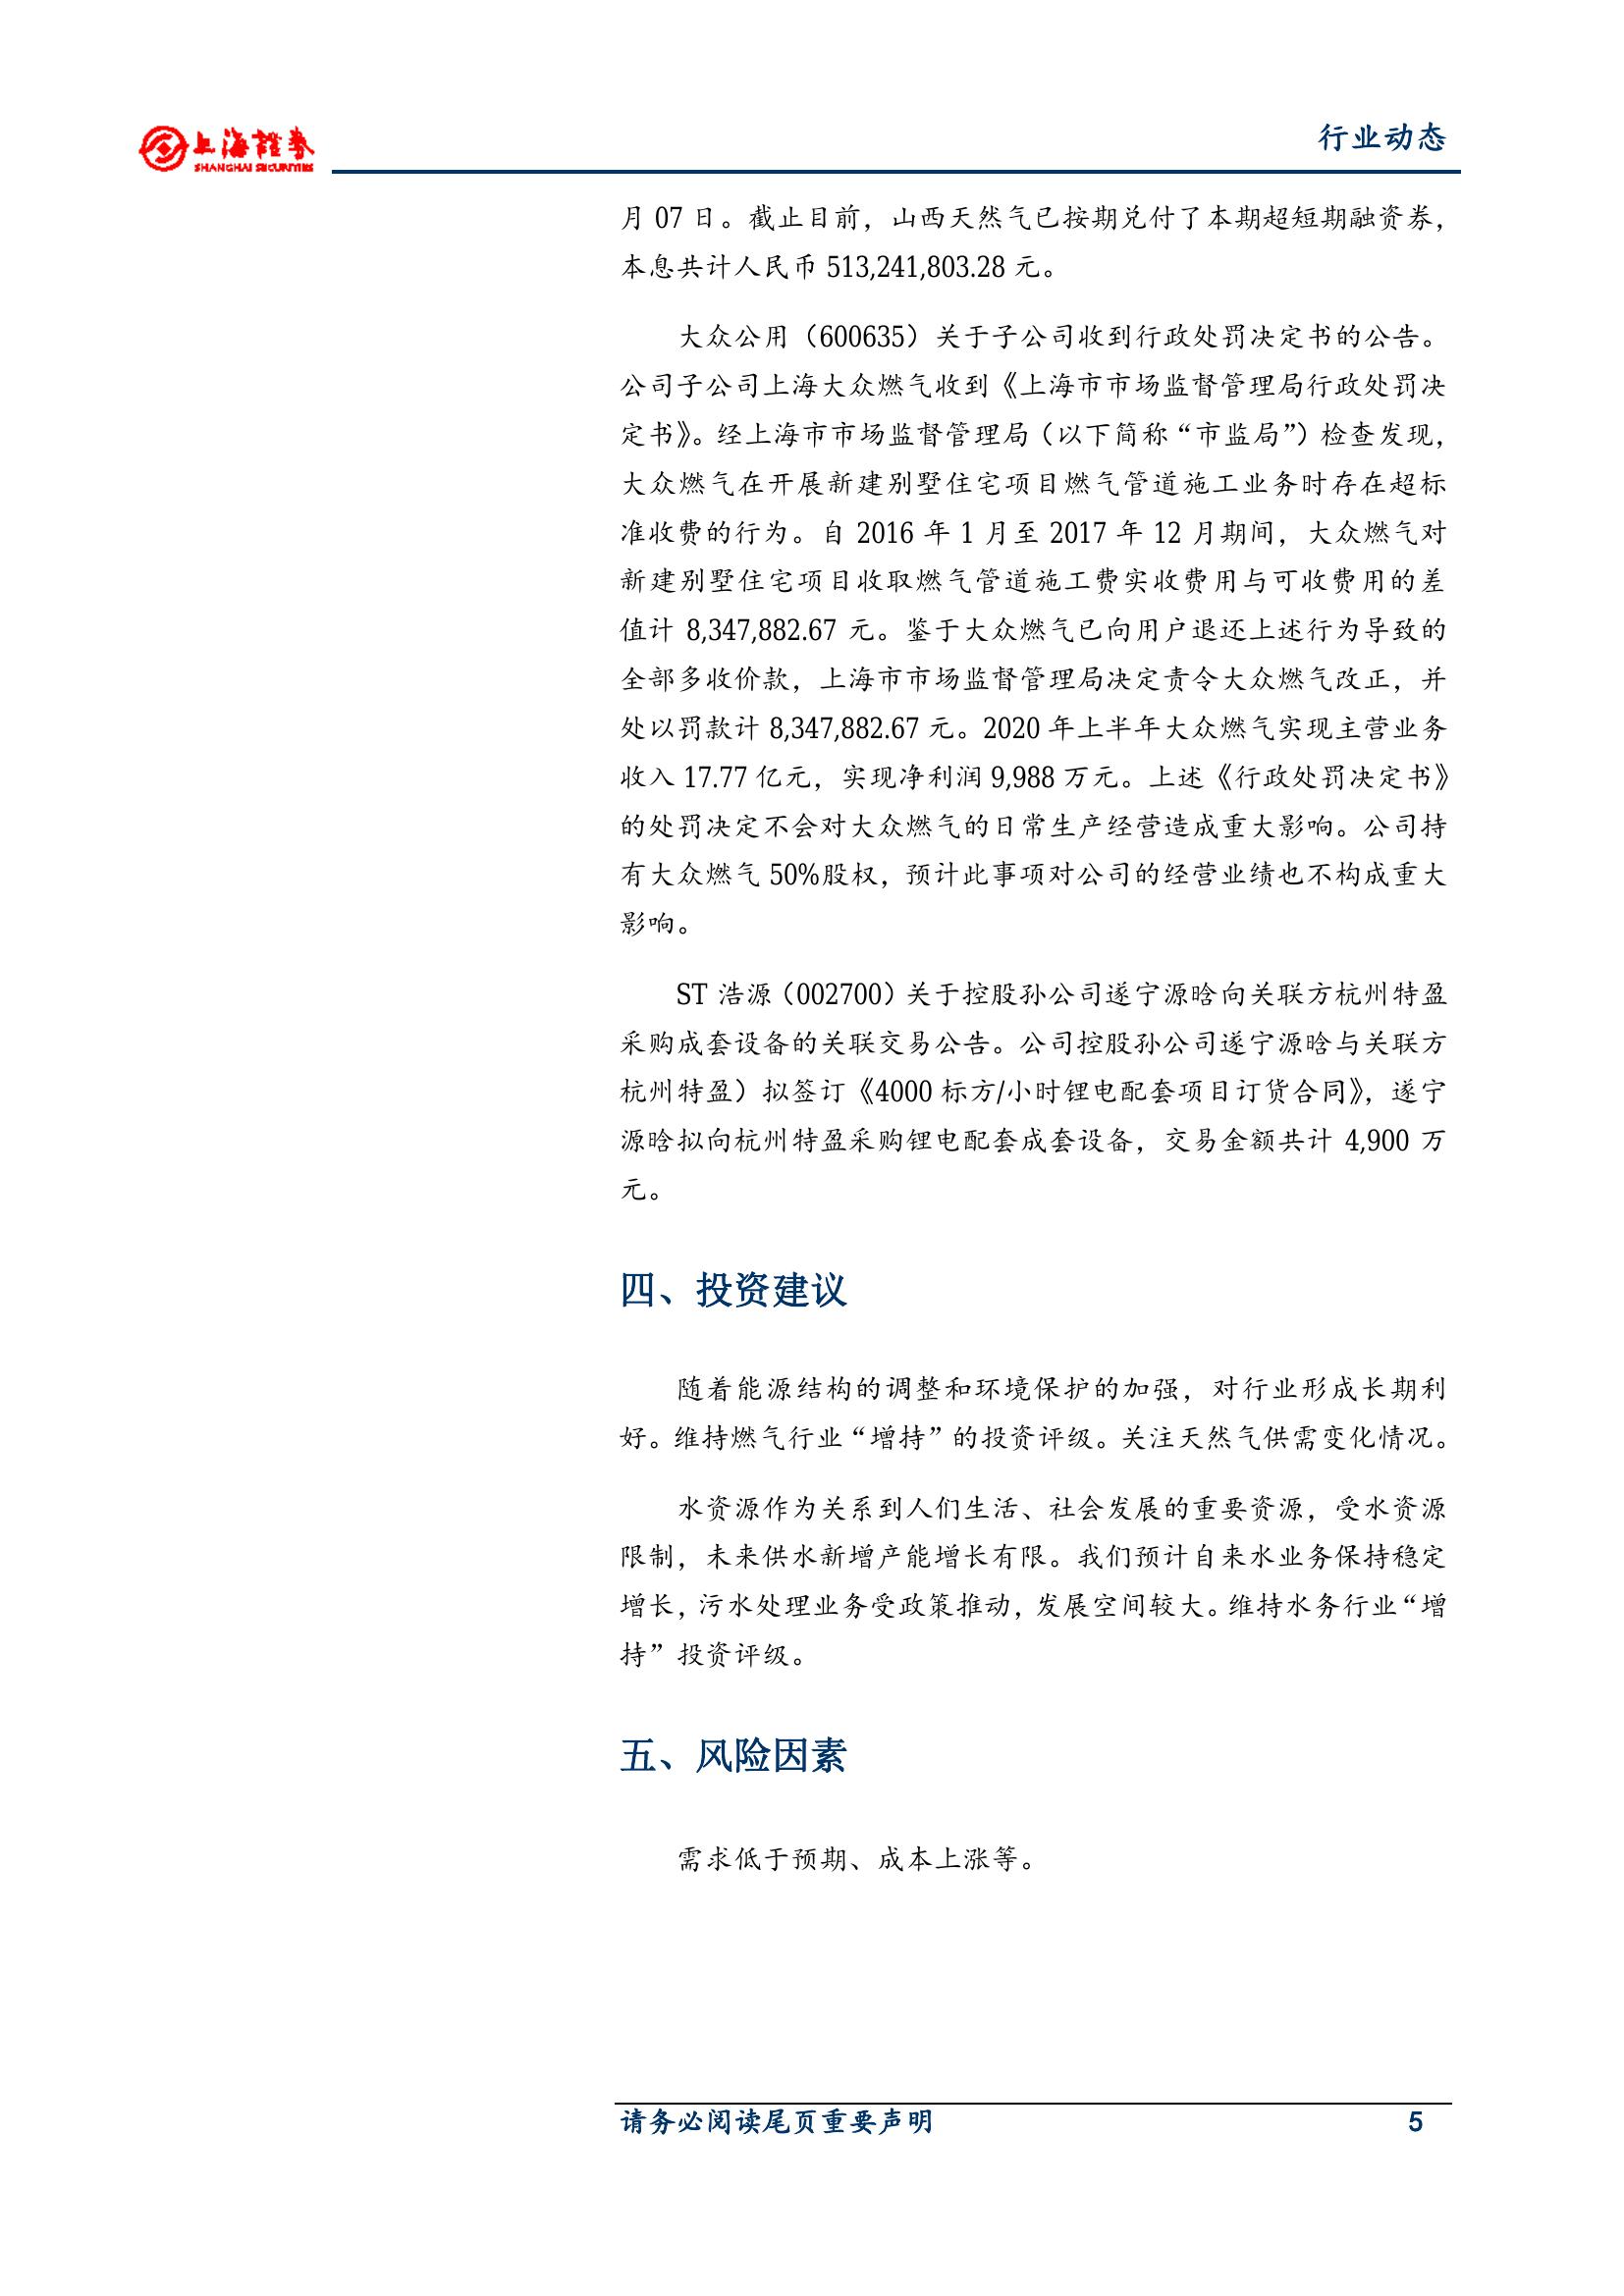 上海證券
SHANGHAI SECURITIES
行业动态
月 07 日。截止目前，山西天然气已按期兑付了本期超短期融资券，
本息共计人民币 513,241,803.28 元。
大众公用（600635）关于子公司收到行政处罚决定书的公告。
公司子公司上海大众燃气收到《上海市市场监督管理局行政处罚决
定书》。经上海市市场监督管理局（以下简称“市监局”）检查发现，
大众燃气在开展新建别墅住宅项目燃气管道施工业务时存在超标
准收费的行为。自 2016 年 1 月至 2017 年 12 月期间，大众燃气对
新建别墅住宅项目收取燃气管道施工费实收费用与可收费用的差
值计 8,347,882.67 元。鉴于大众燃气已向用户退还上述行为导致的
全部多收价款，上海市市场监督管理局决定责令大众燃气改正，并
处以罚款计 8,347,882.67 元。2020 年上半年大众燃气实现主营业务
收入 17.77 亿元，实现净利润 9,988 万元。上述《行政处罚决定书》
的处罚决定不会对大众燃气的日常生产经营造成重大影响。公司持
有大众燃气 50%股权，预计此事项对公司的经营业绩也不构成重大
影响。
ST 浩源（002700）关于控股孙公司遂宁源晗向关联方杭州特盈
采购成套设备的关联交易公告。公司控股孙公司遂宁源晗与关联方
杭州特盈）拟签订《4000 标方/小时锂电配套项目订货合同》，遂宁
源晗拟向杭州特盈采购锂电配套成套设备，交易金额共计 4,900 万
元。
四、投资建议
随着能源结构的调整和环境保护的加强，对行业形成长期利
好。维持燃气行业“增持”的投资评级。关注天然气供需变化情况。
水资源作为关系到人们生活、社会发展的重要资源，受水资源
限制，未来供水新增产能增长有限。我们预计自来水业务保持稳定
增长，污水处理业务受政策推动，发展空间较大。维持水务行业“增
持”投资评级。
五、风险因素
需求低于预期、成本上涨等。
请务必阅读尾页重要声明 5